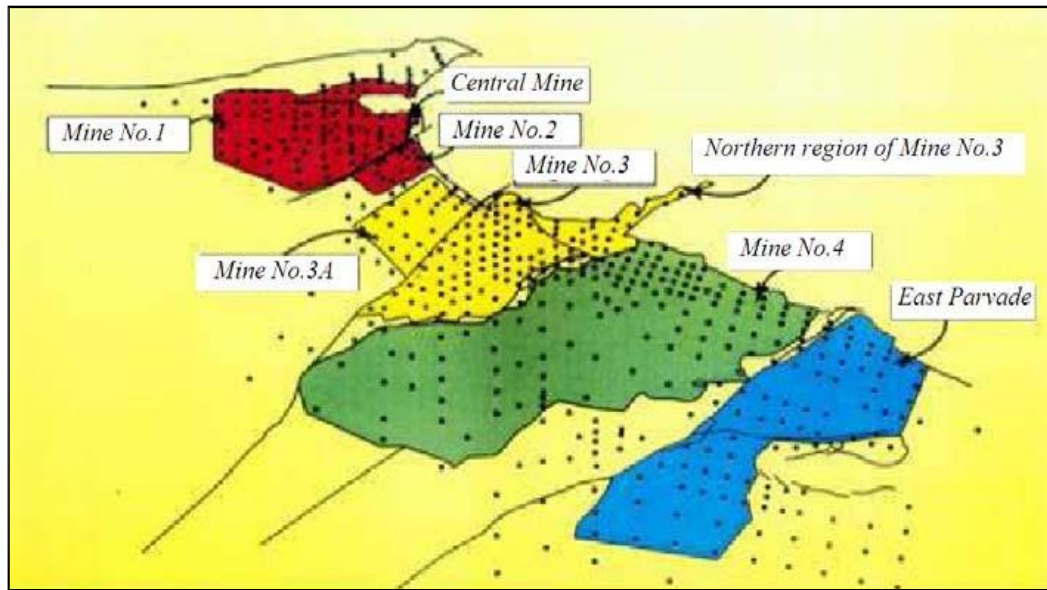 Central Mine
Mine No.1
Mine No.2
Mine No.3
Northern region of Mine No.3
Mine No.3A
Mine No.4
East Parvade